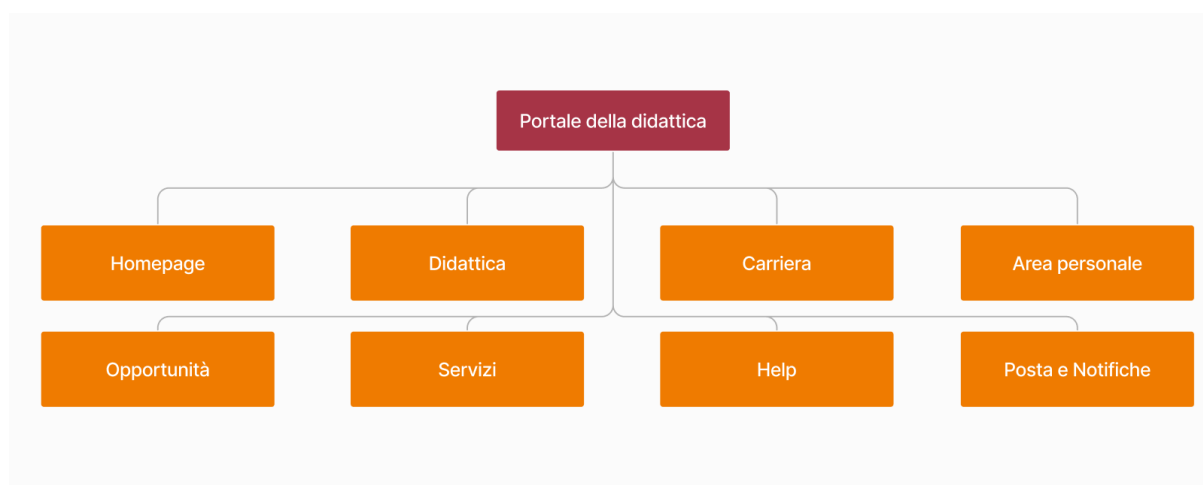 Portale della didattica
Homepage
Didattica
Carriera
Area personale
Opportunità
Servizi
Help
Posta e Notifiche